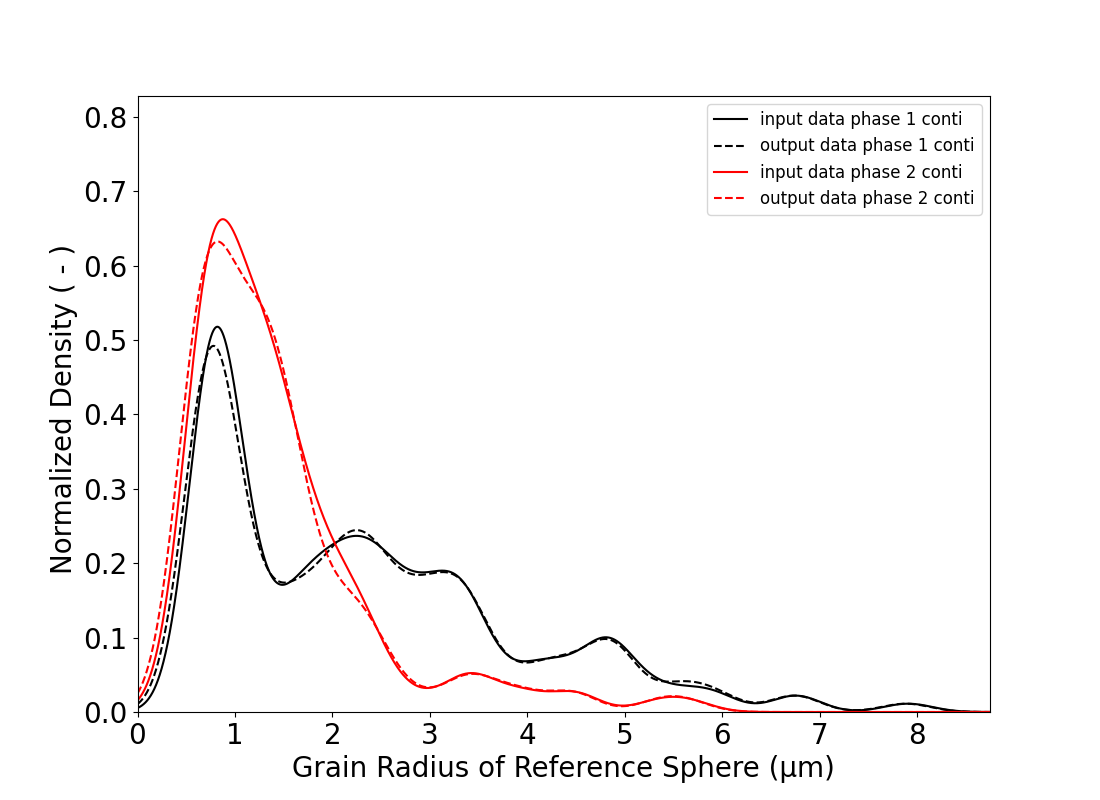 input data phase 1 conti
output data phase 1 conti
input data phase 2 conti
output data phase 2 conti
Normalized Density ( - )
0.8
0.7
0.6
0.5
0.4
0.3
0.2
0.1
0.0
0 1 2 3 4 5 6 7 8
Grain Radius of Reference Sphere (μm)